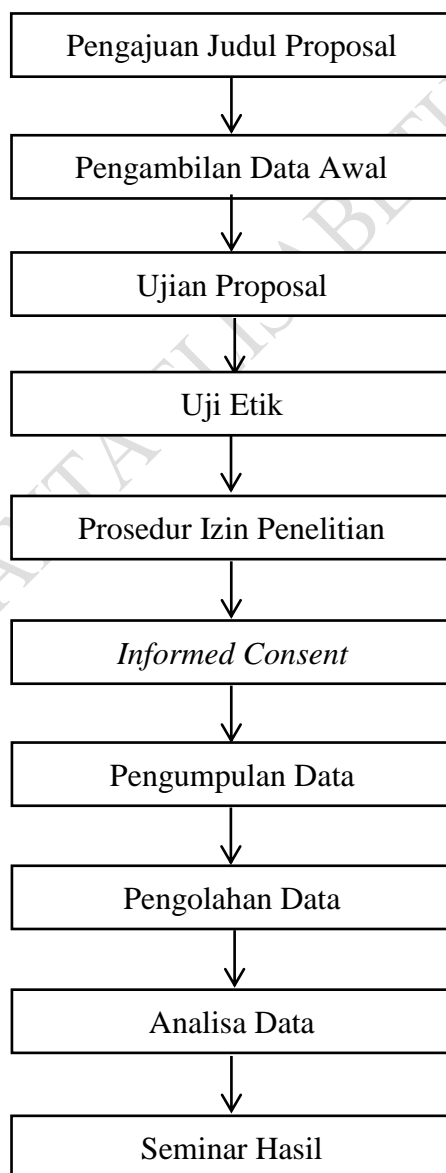 Pengajuan Judul Proposal
Pengambilan Data Awal
Ujian Proposal
Uji Etik
Prosedur Izin Penelitian
Informed Consent
Pengumpulan Data
Pengolahan Data
Analisa Data
Seminar Hasil